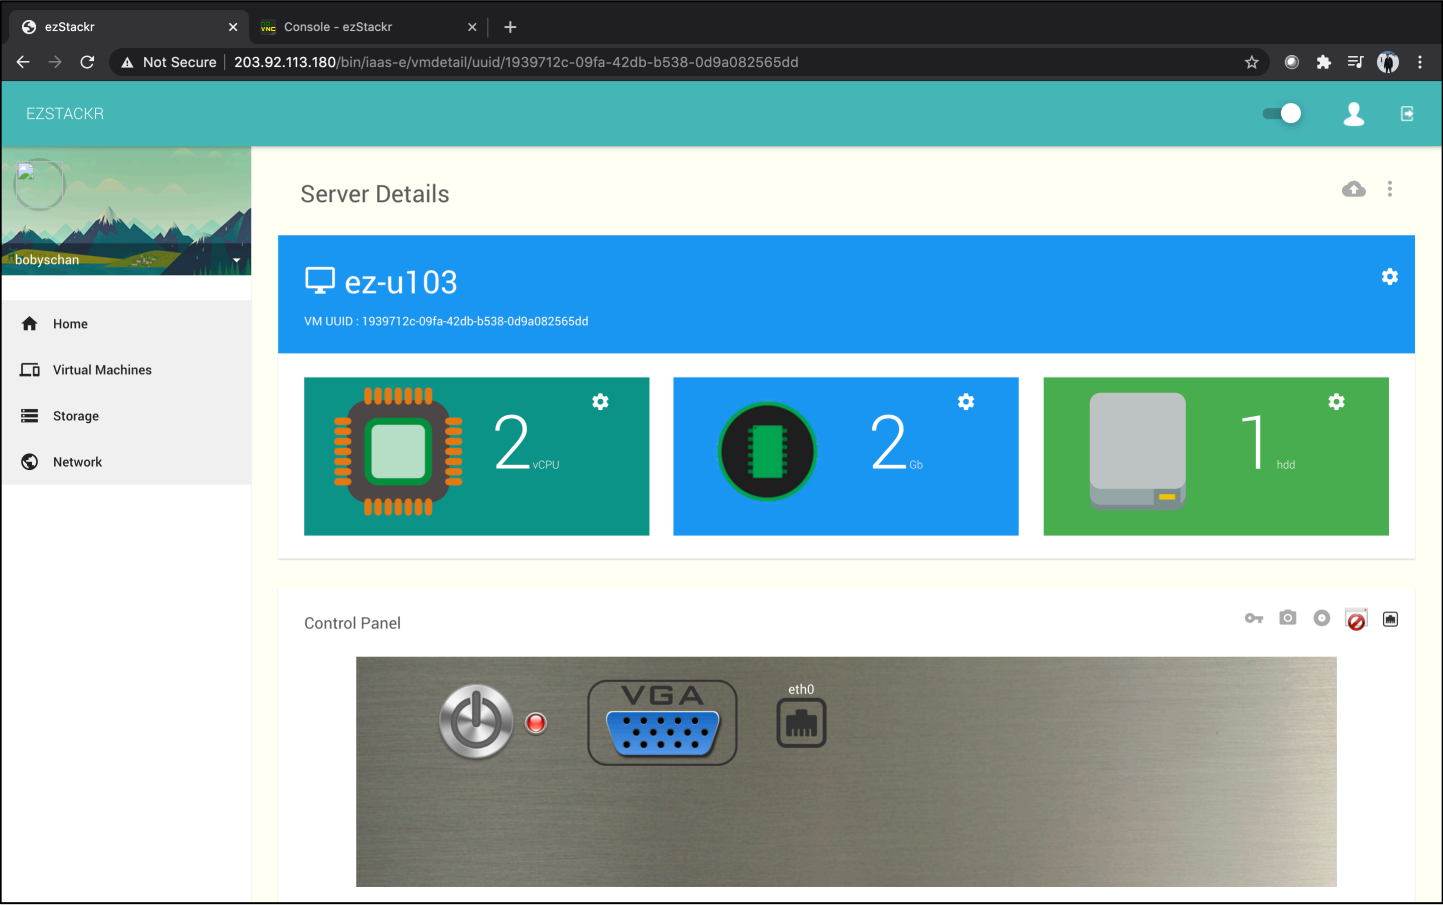 ezStackr
VNC Console - ezStackr
Not Secure 203.92.113.180/bin/iaas-e/vmdetail/uuid/1939712c-09fa-42db-b538-0d9a082565dd
EZSTACKR
bobyschan
Home
Virtual Machines
Storage
Network
Server Details
ez-u103
VM UUID : 1939712c-09fa-42db-b538-0d9a082565dd
2 vCPU
2 Gb
1 hdd
Control Panel
VGA
eth0